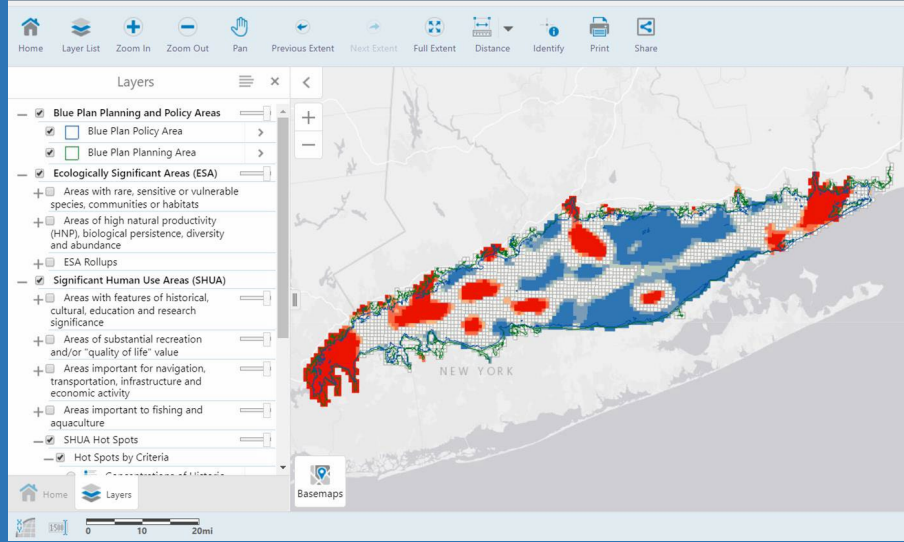 Home Layer List Zoom In Zoom Out Pan Previous Extent Next Extent Full Extent Distance Identify Print Share
Layers
Blue Plan Planning and Policy Areas
Blue Plan Policy Area
Blue Plan Planning Area
Ecologically Significant Areas (ESA)
Areas with rare, sensitive or vulnerable
species, communities or habitats
Areas of high natural productivity
(HNP), biological persistence, diversity
and abundance
ESA Rollups
Significant Human Use Areas (SHUA)
Areas with features of historical,
cultural, education and research
significance
Areas of substantial recreation
and/or "quality of life" value
Areas important for navigation,
transportation, infrastructure and
economic activity
Areas important to fishing and
aquaculture
SHUA Hot Spots
Hot Spots by Criteria
Concentrations of Historic
NEW YORK
Basemaps
Home Layers
0 10 20mi